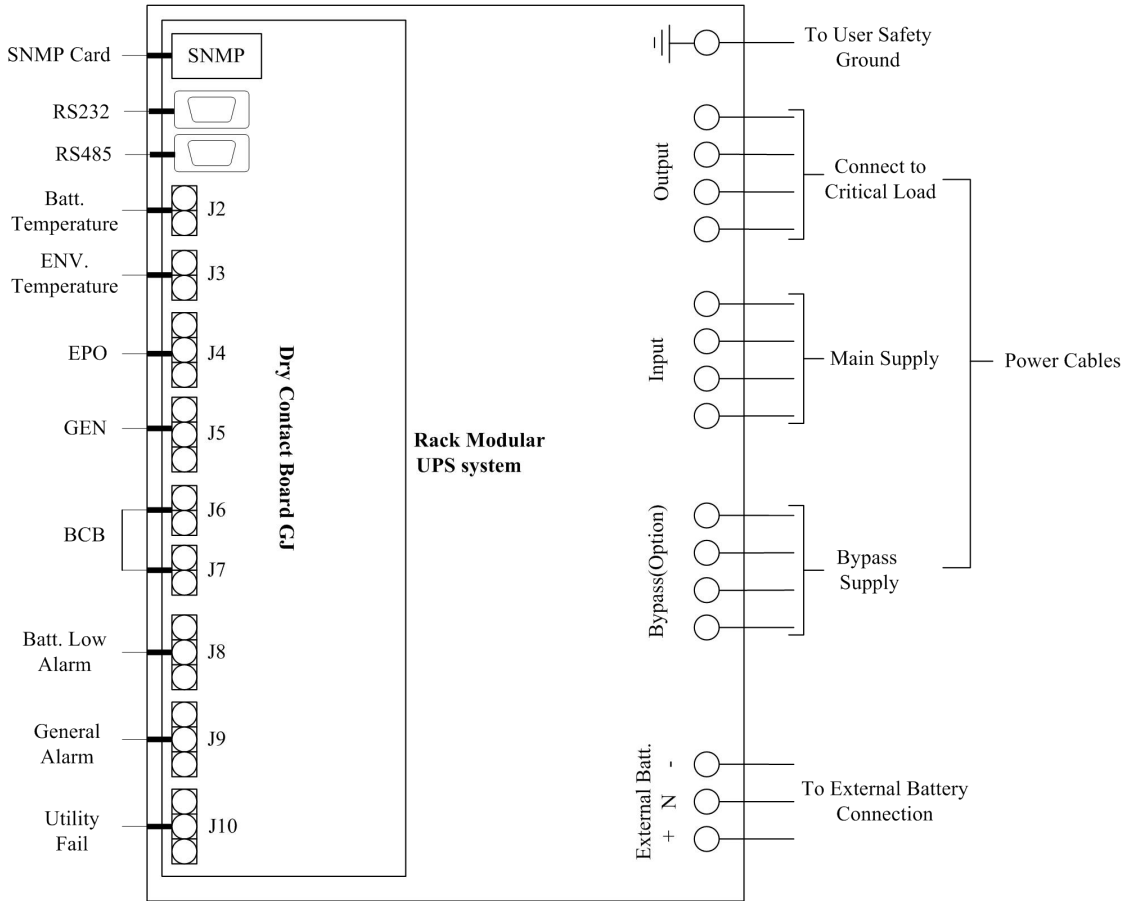 SNMP Card
SNMP
RS232
RS485
Batt.
Temperature
J2
ENV.
Temperature
J3
EPO
J4
GEN
J5
BCB
J6
J7
Batt. Low
Alarm
J8
General
Alarm
J9
Utility
Fail
J10
Dry Contact Board GJ
Rack Modular
UPS system
To User Safety
Ground
Output
Connect to
Critical Load
Input
Main Supply
Power Cables
Bypass(Option)
Bypass
Supply
External Batt.
-
N
+
To External Battery
Connection